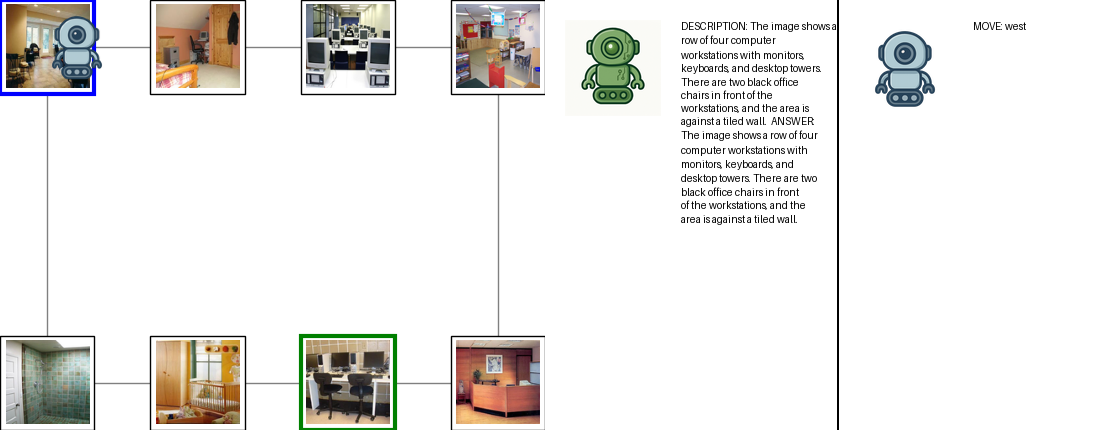 DESCRIPTION: The image shows a
row of four computer
workstations with monitors,
keyboards, and desktop towers.
There are two black office
chairs in front of the
workstations, and the area is
against a tiled wall.  ANSWER:
The image shows a row of four
computer workstations with
monitors, keyboards, and
desktop towers. There are two
black office chairs in front
of the workstations, and the
area is against a tiled wall.
MOVE: west